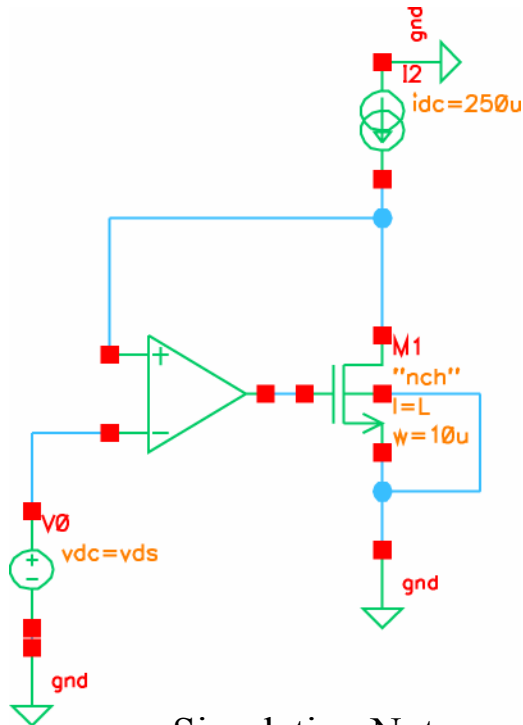 gnd
I2
idc=250u
M1
"nch"
l=L
w=10u
+
−
V0
vdc=vds
+
−
gnd
gnd